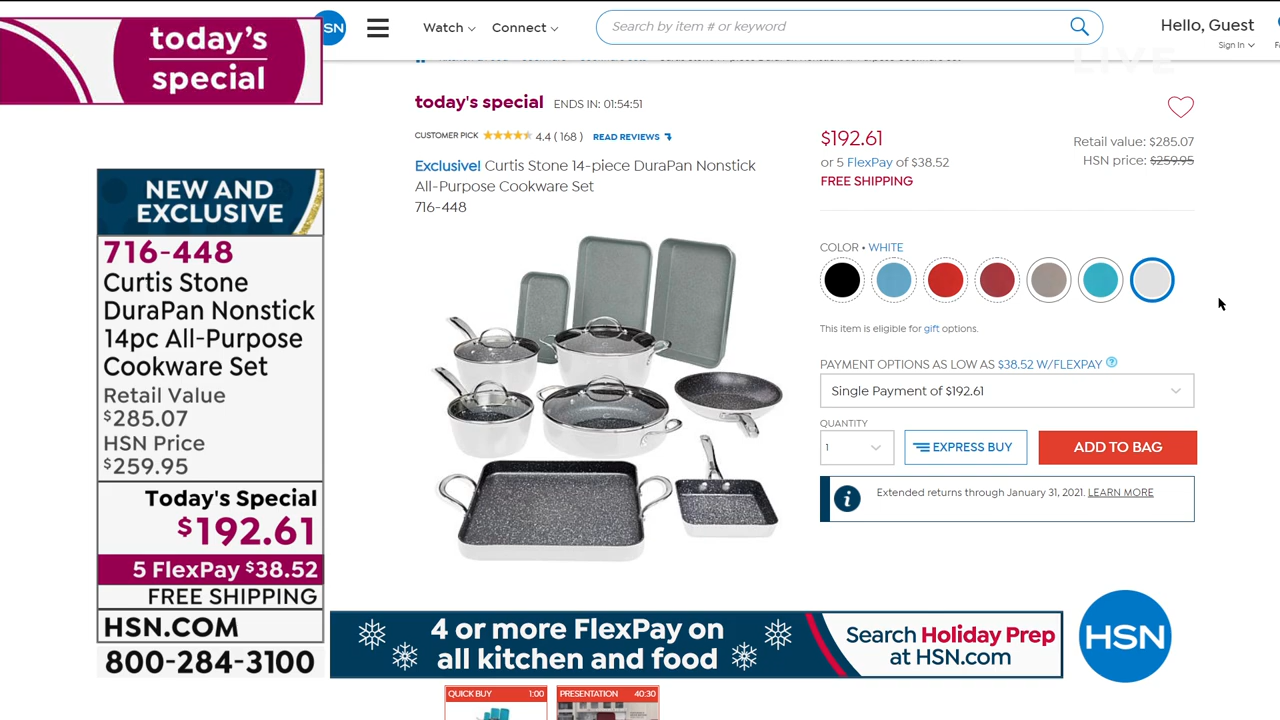 today's
special
HSN
Watch
Connect
Search by item # or keyword
Hello, Guest
Sign In
LIVE
today's special ENDS IN: 01:54:51
CUSTOMER PICK 4.4 ( 168 ) READ REVIEWS
Exclusive! Curtis Stone 14-piece DuraPan Nonstick
All-Purpose Cookware Set
716-448
$192.61
or 5 FlexPay of $38.52
FREE SHIPPING
Retail value: $285.07
HSN price: $259.95
COLOR • WHITE
This item is eligible for gift options.
PAYMENT OPTIONS AS LOW AS $38.52 W/FLEXPAY ?
Single Payment of $192.61
QUANTITY
1
EXPRESS BUY
ADD TO BAG
i
Extended returns through January 31, 2021. LEARN MORE
NEW AND
EXCLUSIVE
716-448
Curtis Stone
DuraPan Nonstick
14pc All-Purpose
Cookware Set
Retail Value
$285.07
HSN Price
$259.95
Today's Special
$192.61
5 FlexPay $38.52
FREE SHIPPING
HSN.COM
800-284-3100
4 or more FlexPay on
all kitchen and food
Search Holiday Prep
at HSN.com
HSN
QUICK BUY 1:00
PRESENTATION 40:30